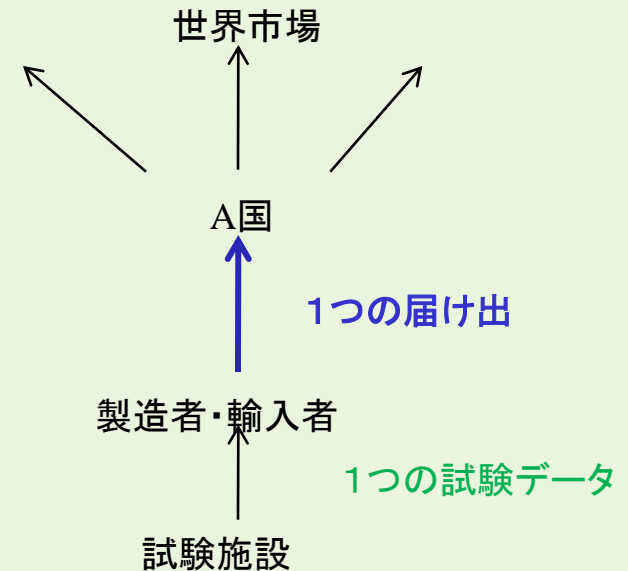 世界市場
A国
1つの届け出
製造者・輸入者
1つの試験データ
試験施設